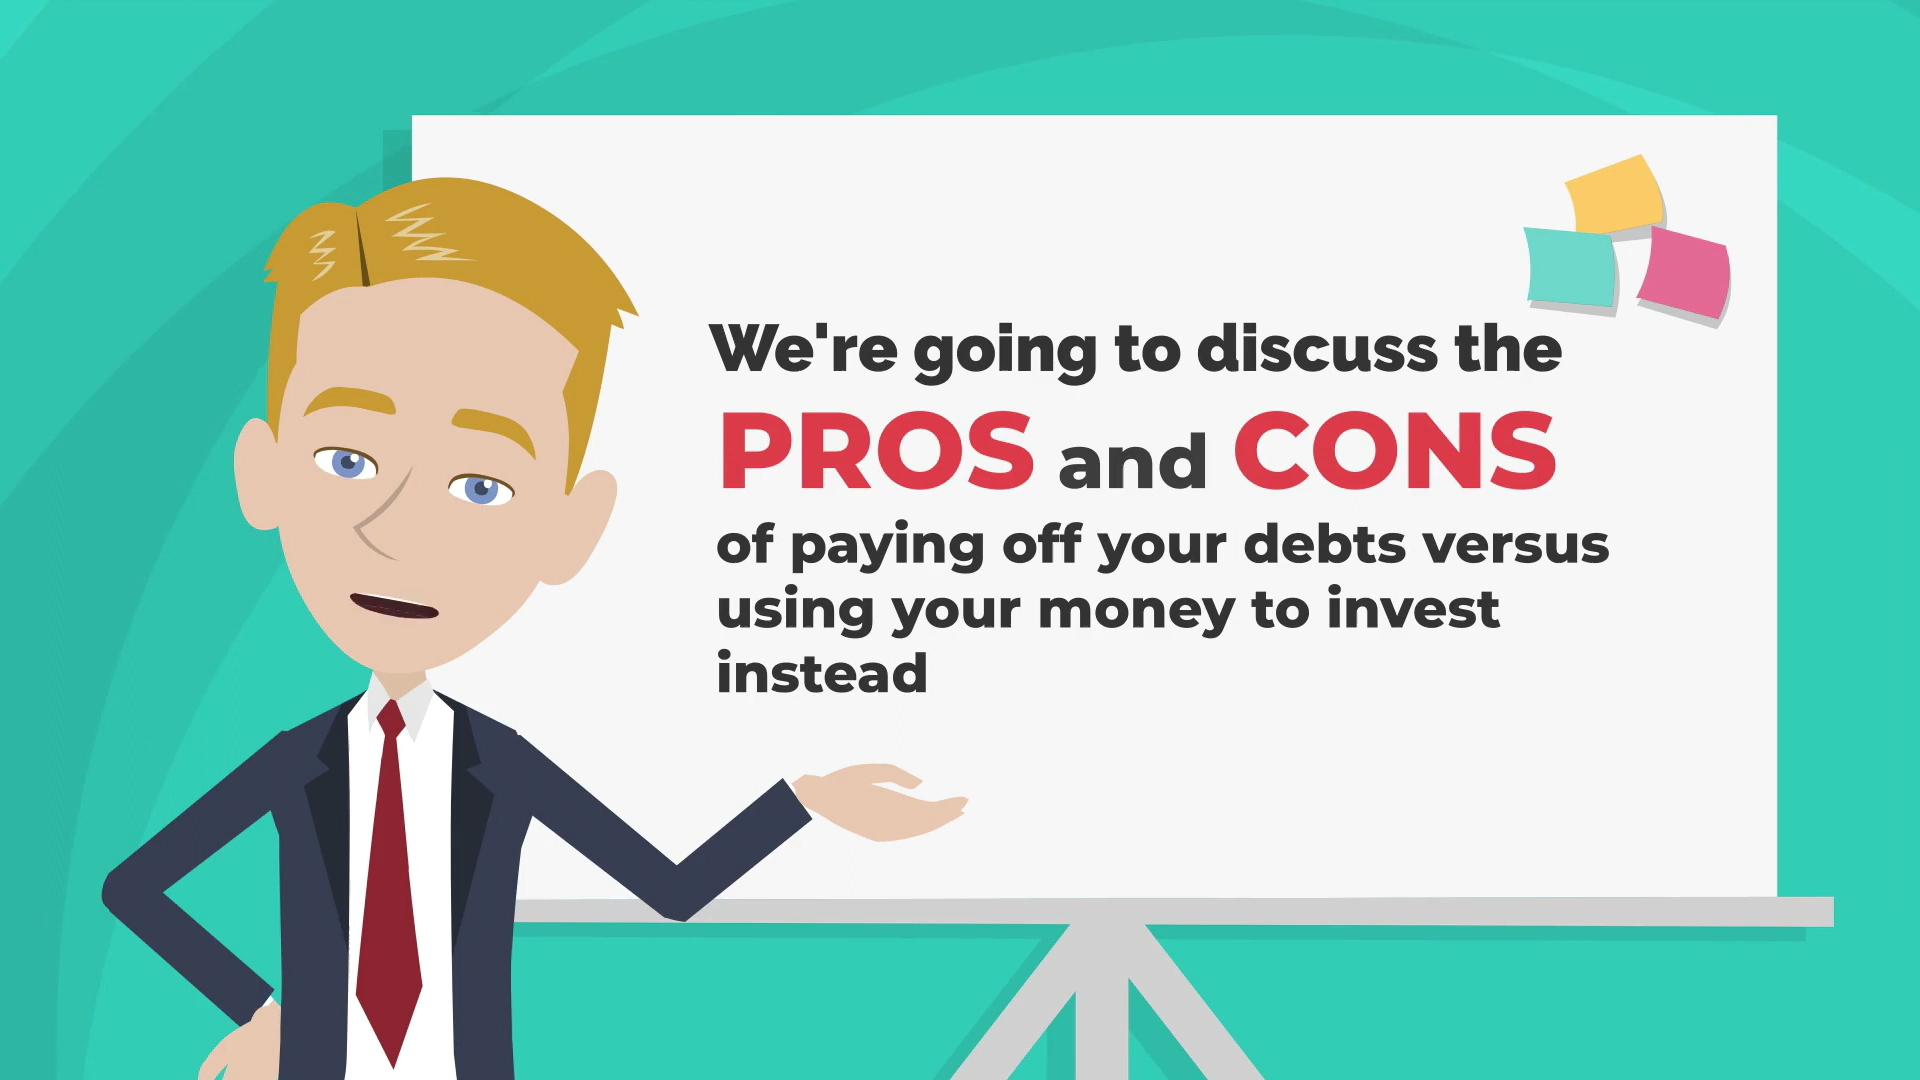 We're going to discuss the
PROS and CONS
of paying off your debts versus
using your money to invest
instead